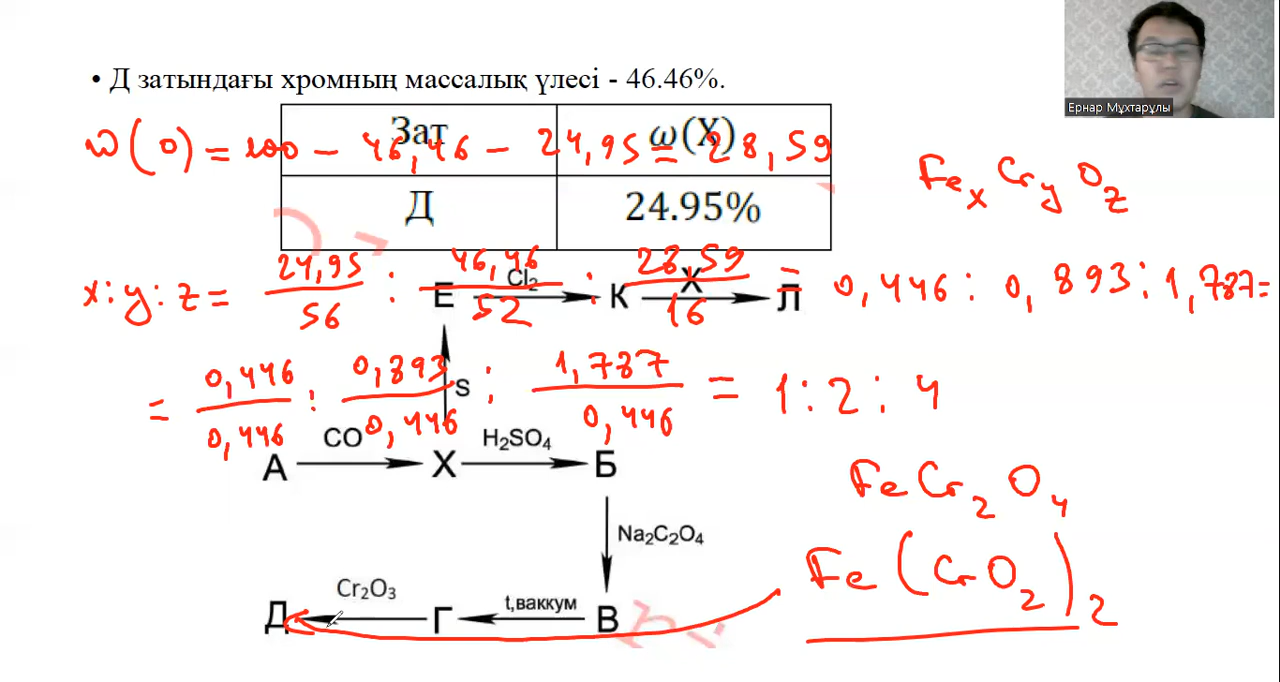 • Д затындағы хромның массалық үлесі - 46.46%.
Ернар Мұхтарұлы
Зат ω(X)
w(O) = 100 - 46,46 - 24,95 = 28,59
Fe x Cr y O z
Д 24.95%
x : y : z = 24,95/56 : 46,46/52 : 28,59/16 = 0,446 : 0,893 : 1,787 =
E Cl₂ К X Л
= 0,446/0,446 : 0,893/0,446 : 1,787/0,446 = 1 : 2 : 4
S
A CO X H₂SO₄ Б
FeCr₂O₄
Na₂C₂O₄
Fe(CrO₂)₂
Д Cr₂O₃ Г t,ваккум В